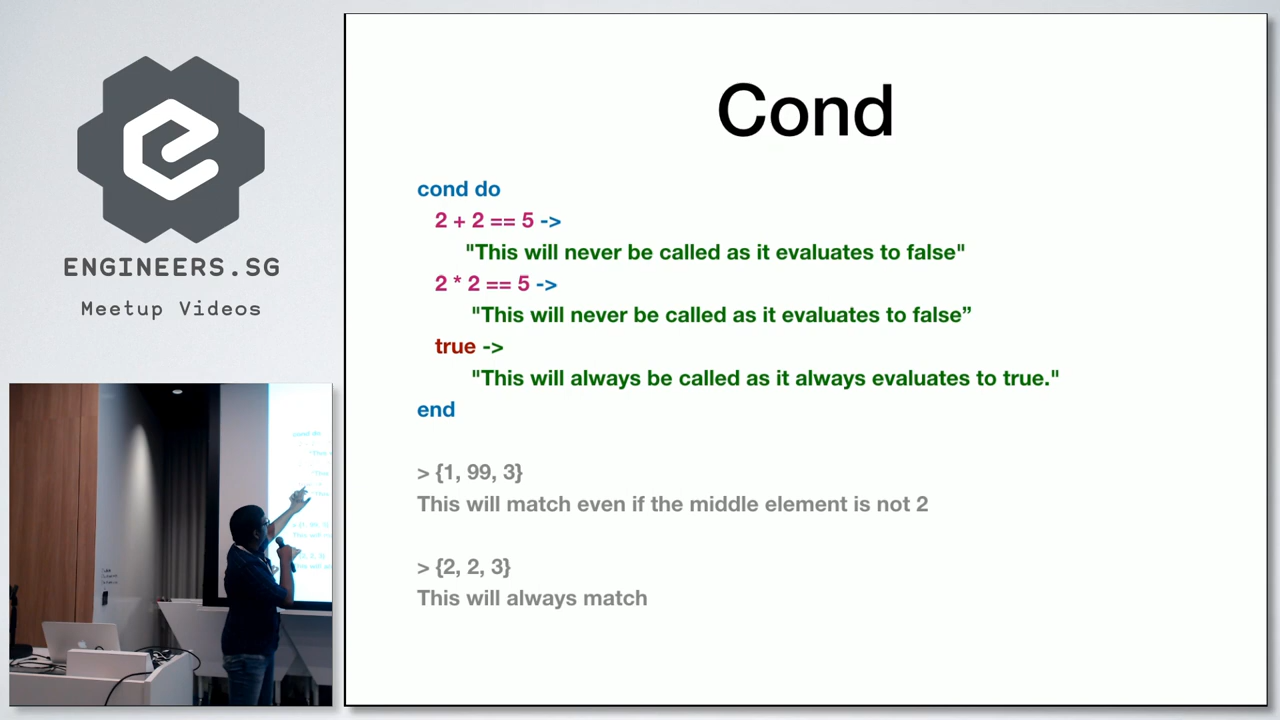 ENGINEERS.SG
Meetup Videos
Cond
cond do
2 + 2 == 5 ->
"This will never be called as it evaluates to false"
2 * 2 == 5 ->
"This will never be called as it evaluates to false”
true ->
"This will always be called as it always evaluates to true."
end
> {1, 99, 3}
This will match even if the middle element is not 2
> {2, 2, 3}
This will always match